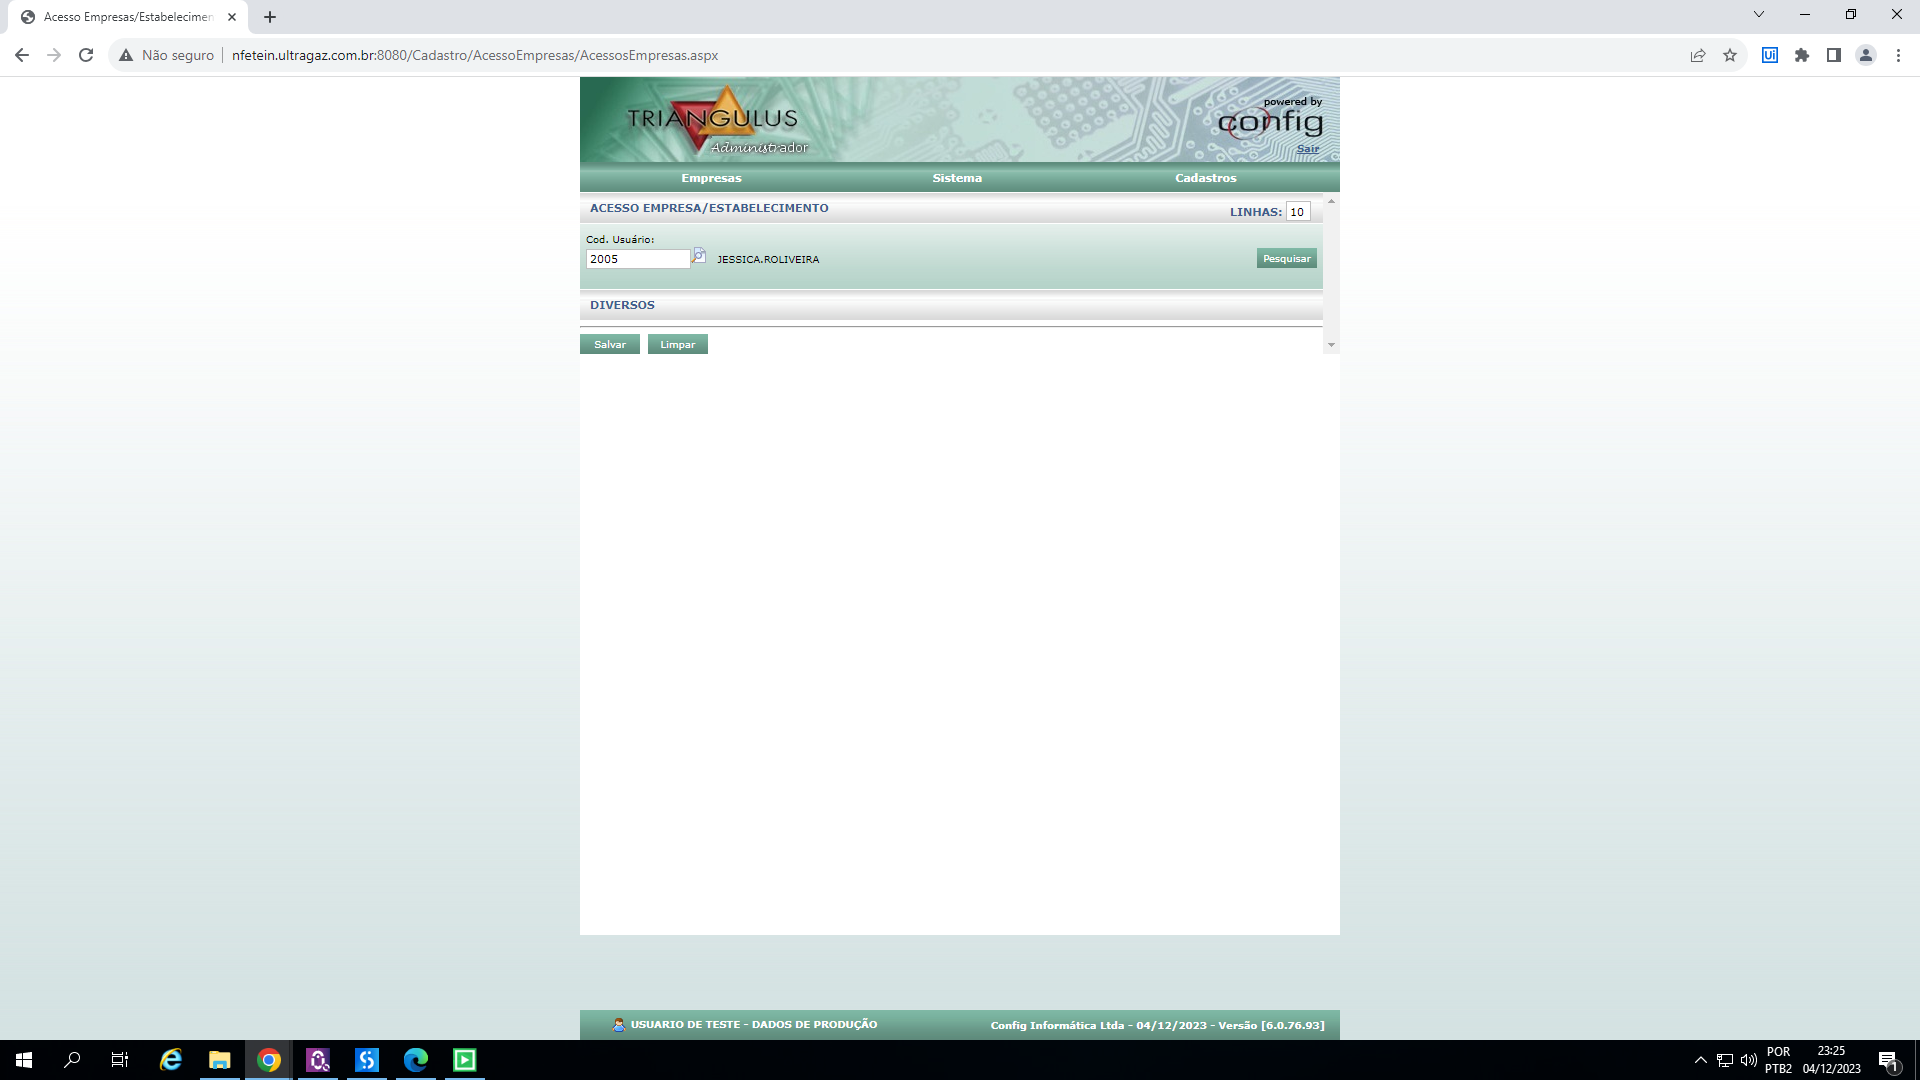 Acesso Empresas/Estabelecimen
Não seguro
nfetein.ultragaz.com.br:8080/Cadastro/AcessoEmpresas/AcessosEmpresas.aspx
Ui
TRIANGULUS
Administrador
powered by
config
Sair
Empresas Sistema Cadastros
ACESSO EMPRESA/ESTABELECIMENTO
LINHAS: 10
Cod. Usuário:
2005 JESSICA.ROLIVEIRA Pesquisar
DIVERSOS
Salvar Limpar
USUARIO DE TESTE - DADOS DE PRODUÇÃO
Config Informática Ltda - 04/12/2023 - Versão [6.0.76.93]
POR
PTB2
23:25
04/12/2023
1